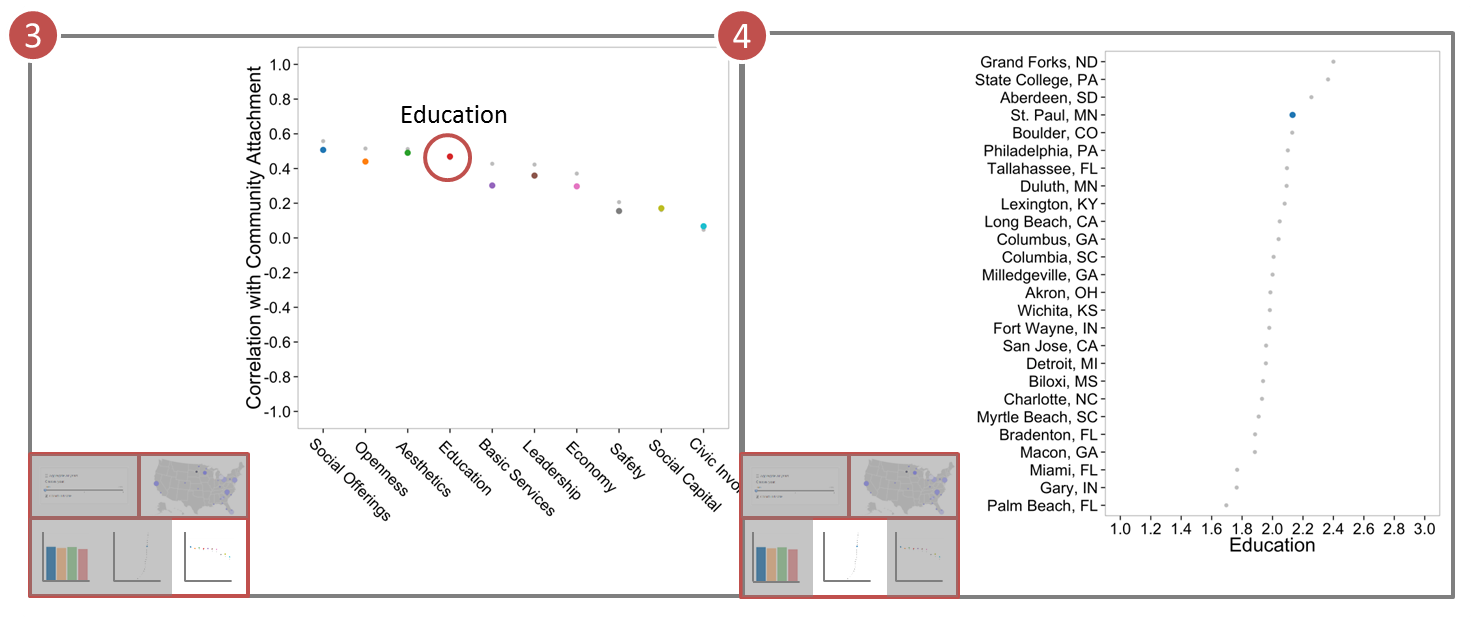 3
Education
Correlation with Community Attachment
1.0
0.8
0.6
0.4
0.2
0.0
-0.2
-0.4
-0.6
-0.8
-1.0
Social Offerings
Openness
Aesthetics
Education
Basic Services
Leadership
Economy
Safety
Social Capital
Civic Invo
4
Grand Forks, ND
State College, PA
Aberdeen, SD
St. Paul, MN
Boulder, CO
Philadelphia, PA
Tallahassee, FL
Duluth, MN
Lexington, KY
Long Beach, CA
Columbus, GA
Columbia, SC
Milledgeville, GA
Akron, OH
Wichita, KS
Fort Wayne, IN
San Jose, CA
Detroit, MI
Biloxi, MS
Charlotte, NC
Myrtle Beach, SC
Bradenton, FL
Macon, GA
Miami, FL
Gary, IN
Palm Beach, FL
1.0 1.2 1.4 1.6 1.8 2.0 2.2 2.4 2.6 2.8 3.0
Education